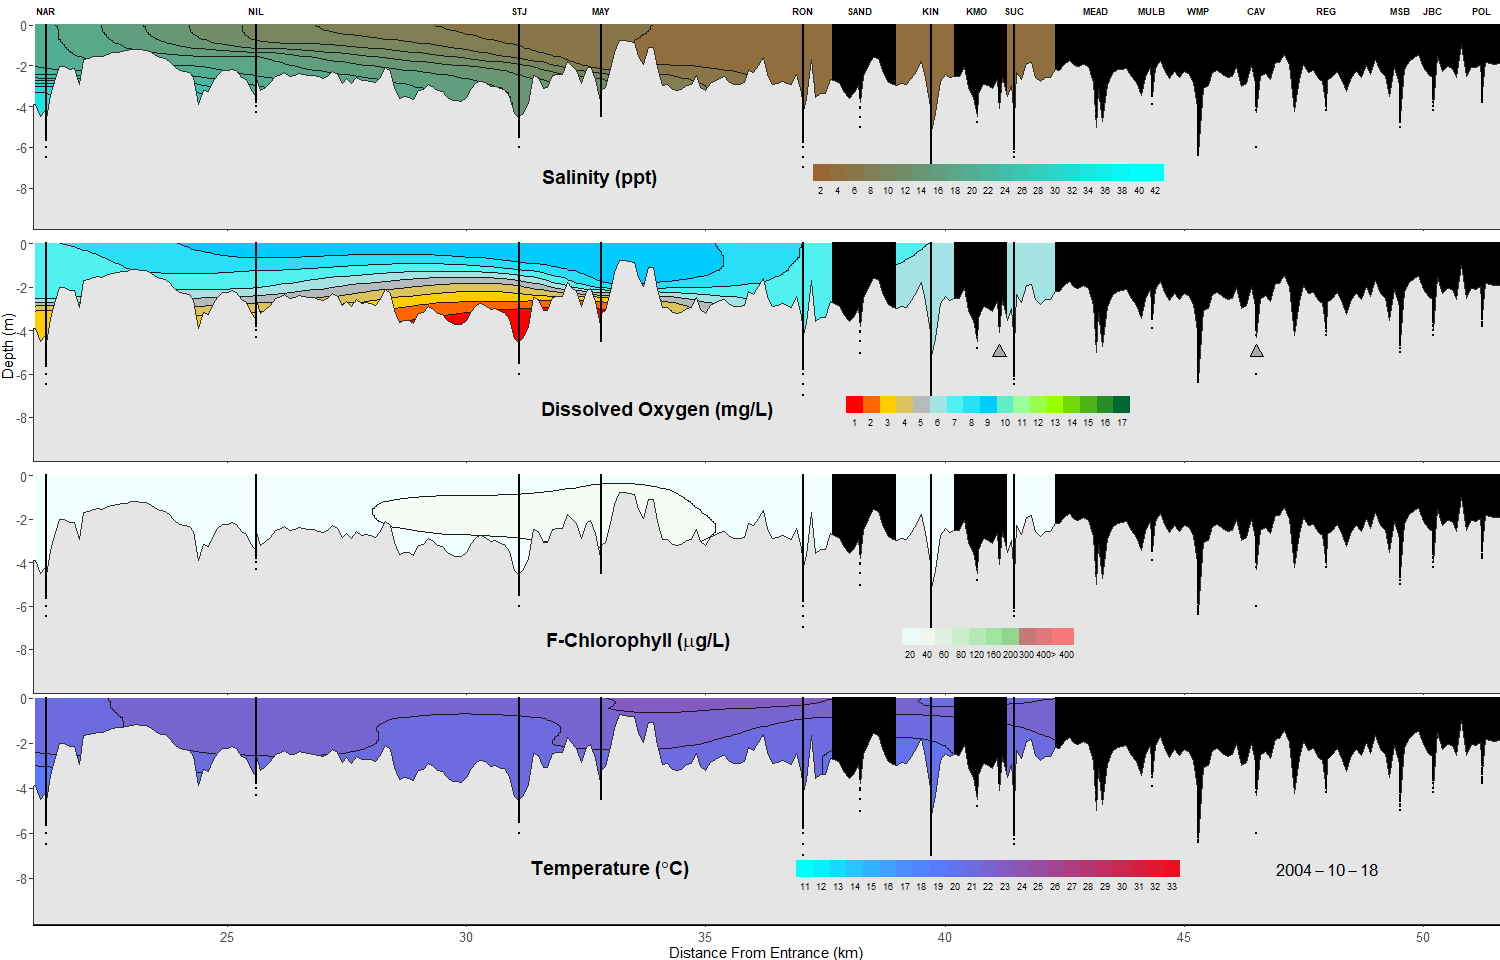 NAR NIL STJ MAY RON SAND KIN KMO SUC MEAD MULB WMP CAV REG MSB JBC POL
0
-2
-4
-6
-8
Salinity (ppt)
2 4 6 8 10 12 14 16 18 20 22 24 26 28 30 32 34 36 38 40 42
0
-2
-4
-6
-8
Depth (m)
Dissolved Oxygen (mg/L)
1 2 3 4 5 6 7 8 9 10 11 12 13 14 15 16 17
0
-2
-4
-6
-8
F-Chlorophyll (μg/L)
20 40 60 80 120 160 200 300 400> 400
0
-2
-4
-6
-8
Temperature (°C)
11 12 13 14 15 16 17 18 19 20 21 22 23 24 25 26 27 28 29 30 31 32 33
2004 – 10 – 18
25 30 35 40 45 50
Distance From Entrance (km)